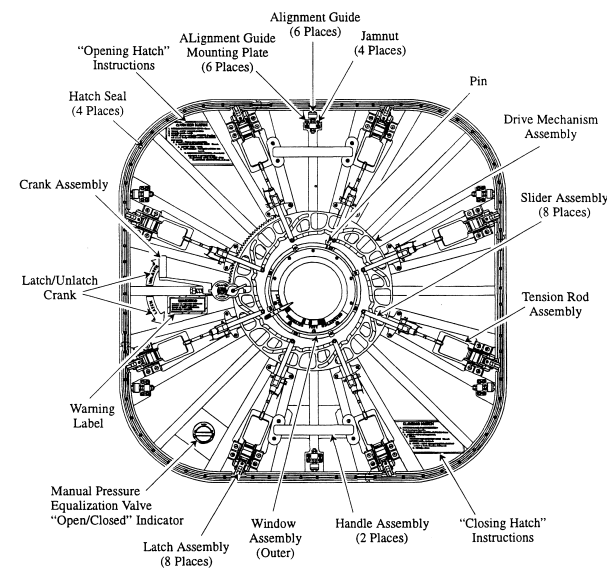 Alignment Guide
(6 Places)
ALignment Guide
Mounting Plate
(6 Places)
Jamnut
(4 Places)
“Opening Hatch”
Instructions
Pin
Hatch Seal
(4 Places)
Drive Mechanism
Assembly
Crank Assembly
Slider Assembly
(8 Places)
Latch/Unlatch
Crank
Tension Rod
Assembly
Warning
Label
Manual Pressure
Equalization Valve
“Open/Closed” Indicator
Latch Assembly
(8 Places)
Window
Assembly
(Outer)
Handle Assembly
(2 Places)
“Closing Hatch”
Instructions